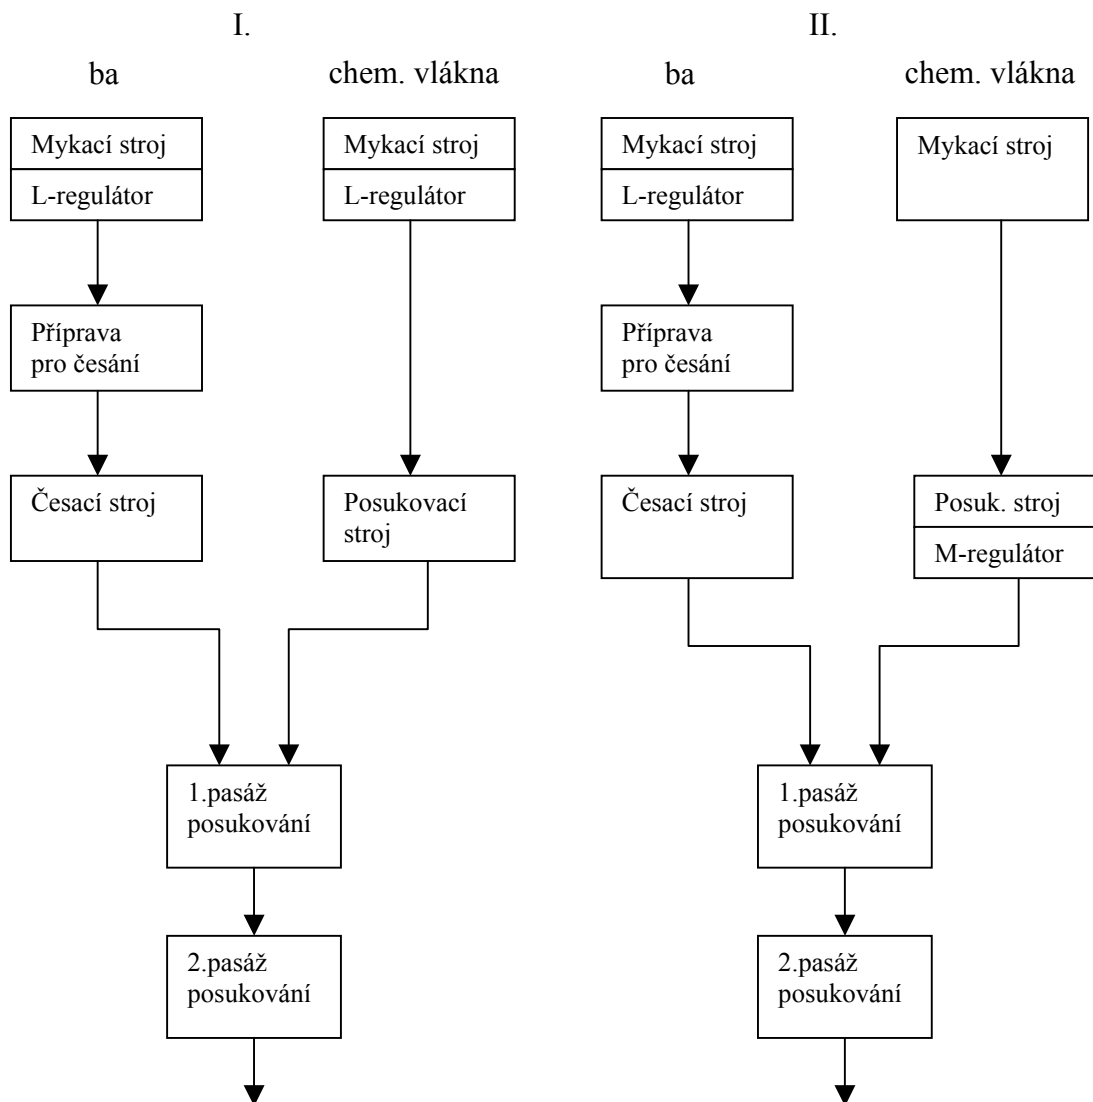 I.
ba
chem. vlákna
Mykací stroj
L-regulátor
Mykací stroj
L-regulátor
Příprava
pro česání
Česací stroj
Posukovací
stroj
1.pasáž
posukování
2.pasáž
posukování
II.
ba
chem. vlákna
Mykací stroj
L-regulátor
Mykací stroj
Příprava
pro česání
Česací stroj
Posuk. stroj
M-regulátor
1.pasáž
posukování
2.pasáž
posukování